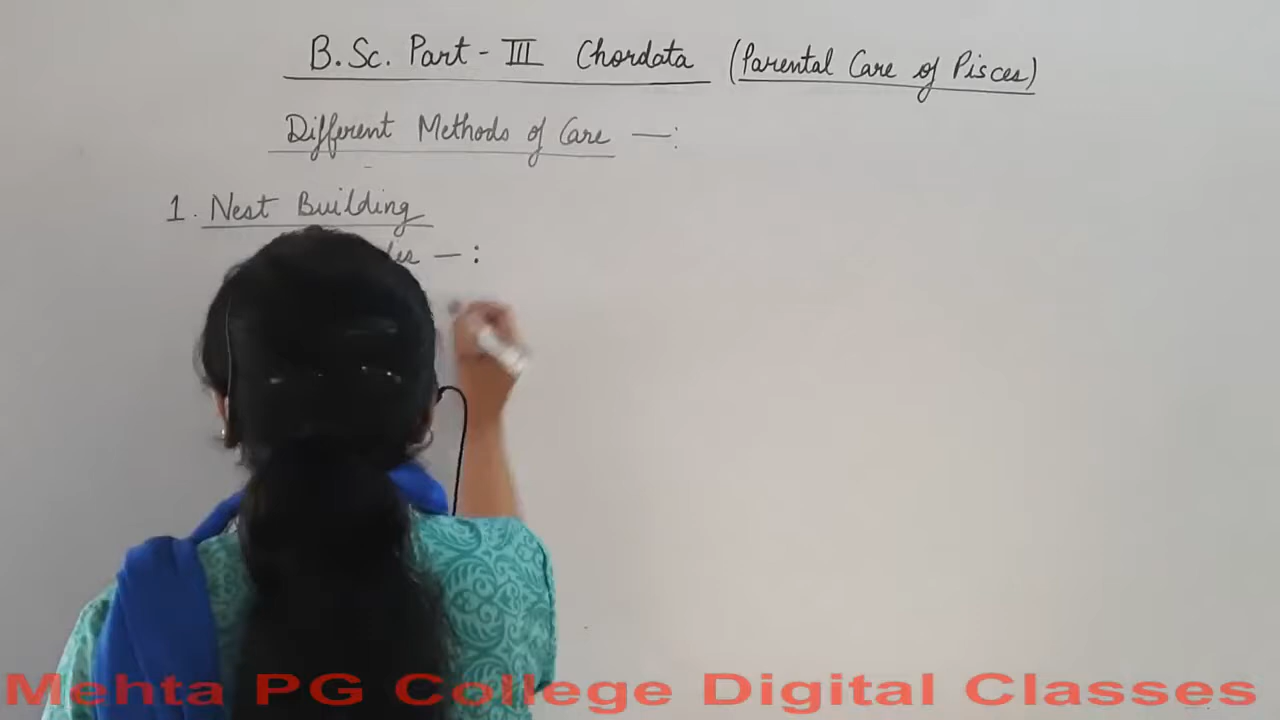 B.Sc. Part - III Chordata (Parental Care of Pisces)
Different Methods of Care —:
1. Nest Building
— :
Mehta PG College Digital Classes